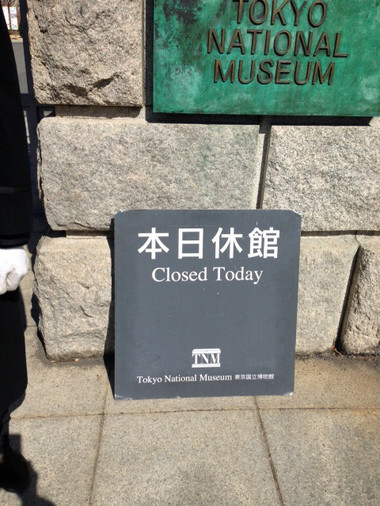 TOKYO
NATIONAL
MUSEUM
本日休館
Closed Today
TNM
Tokyo National Museum 東京国立博物館